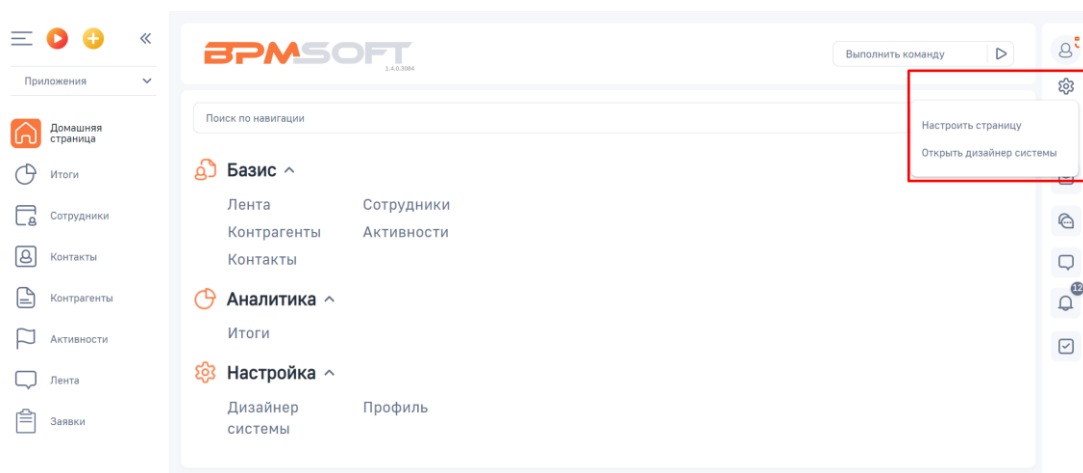 BPMSOFT
1.4.0.3084
Выполнить команду
Приложения
Домашняя
страница
Итоги
Сотрудники
Контакты
Контрагенты
Активности
Лента
Заявки
Поиск по навигации
Настроить страницу
Открыть дизайнер системы
Базис
Лента
Сотрудники
Контрагенты
Активности
Контакты
Аналитика
Итоги
Настройка
Дизайнер
системы
Профиль
12